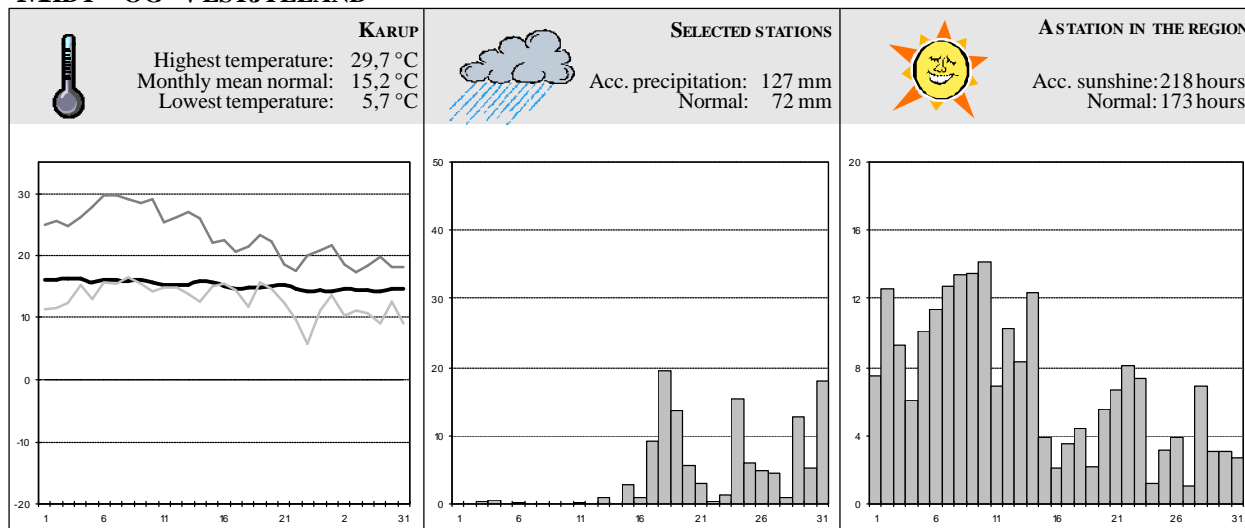 MIDT- OG VESTJYLLAND
KARUP
Highest temperature: 29,7 °C
Monthly mean normal: 15,2 °C
Lowest temperature: 5,7 °C
SELECTED STATIONS
Acc. precipitation: 127 mm
Normal: 72 mm
A STATION IN THE REGION
Acc. sunshine: 218 hours
Normal: 173 hours
30
20
10
0
-10
-20
1 6 11 16 21 2 31
50
40
30
20
10
0
1 6 11 16 21 26 31
20
16
12
8
4
0
1 6 11 16 21 26 31